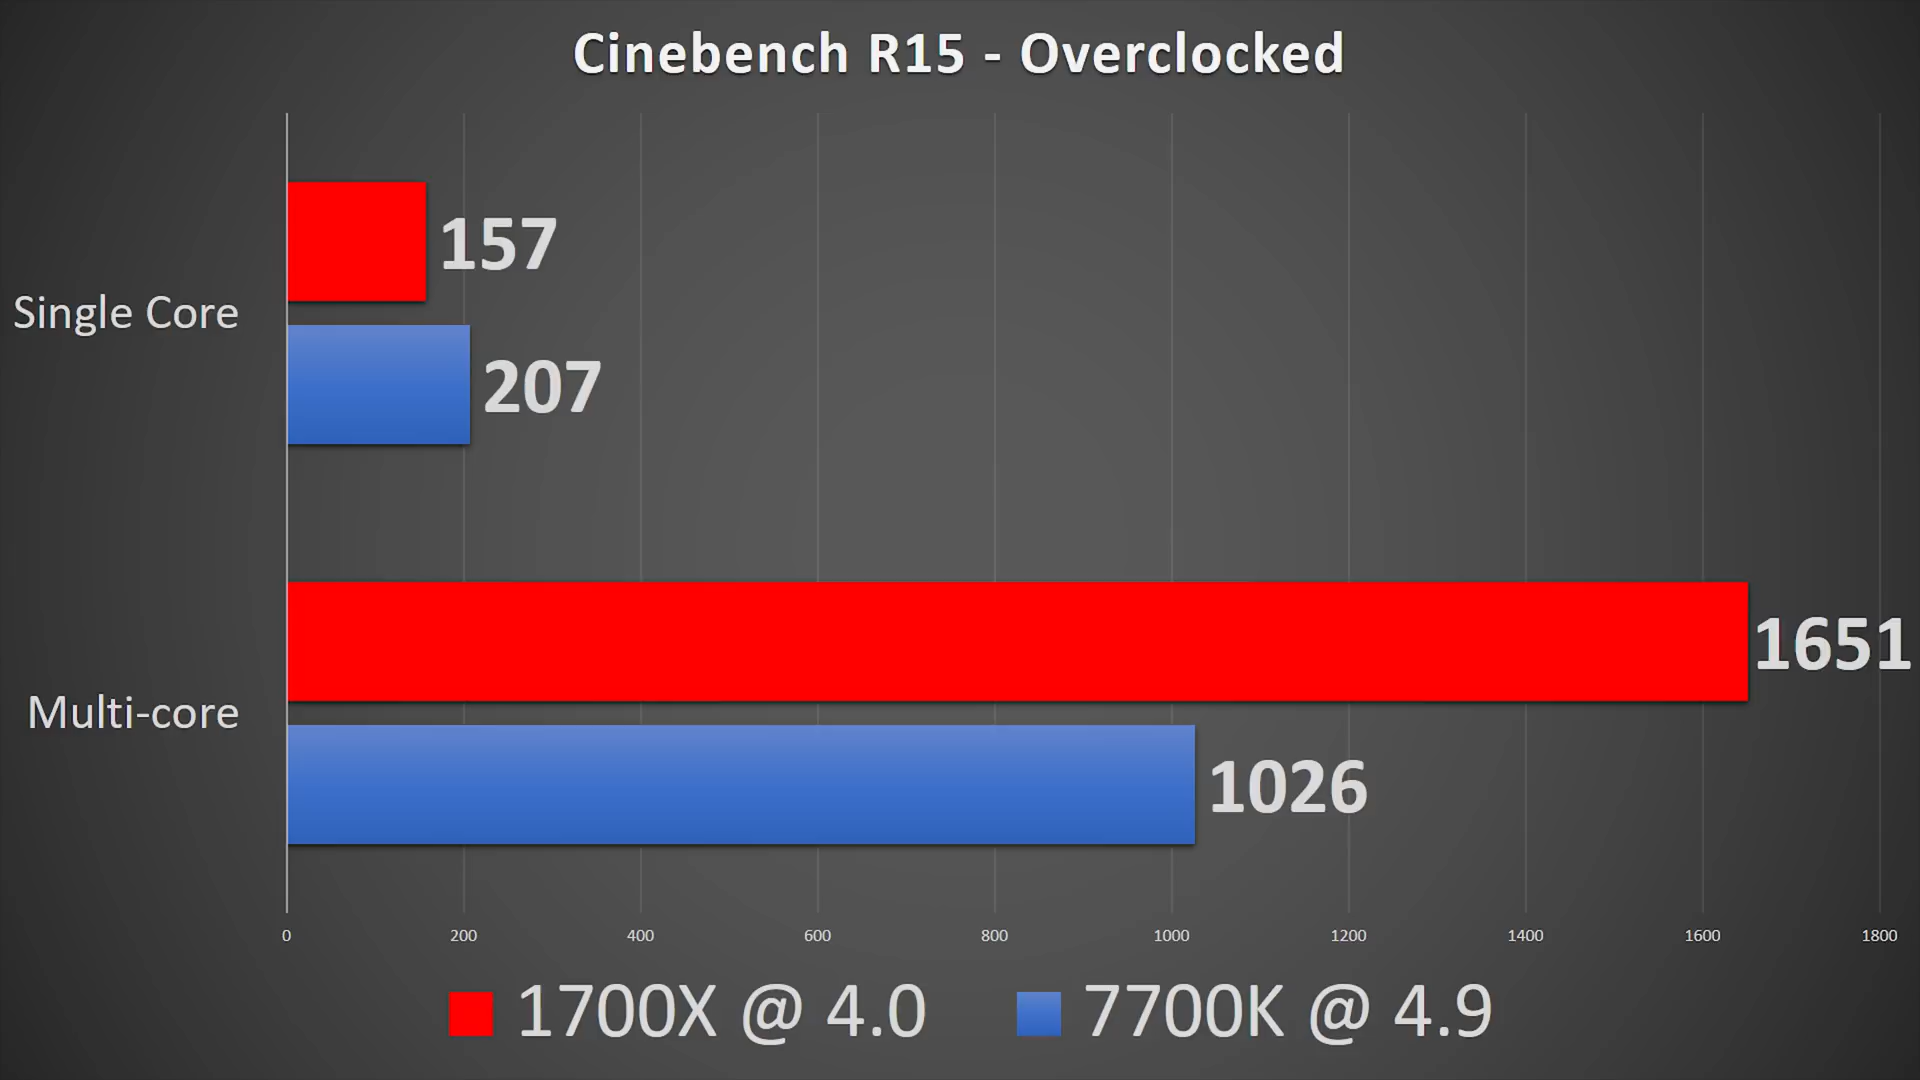 Cinebench R15 - Overclocked
157
Single Core
207
1651
Multi-core
1026
0 200 400 600 800 1000 1200 1400 1600 1800
1700X @ 4.0 7700K @ 4.9